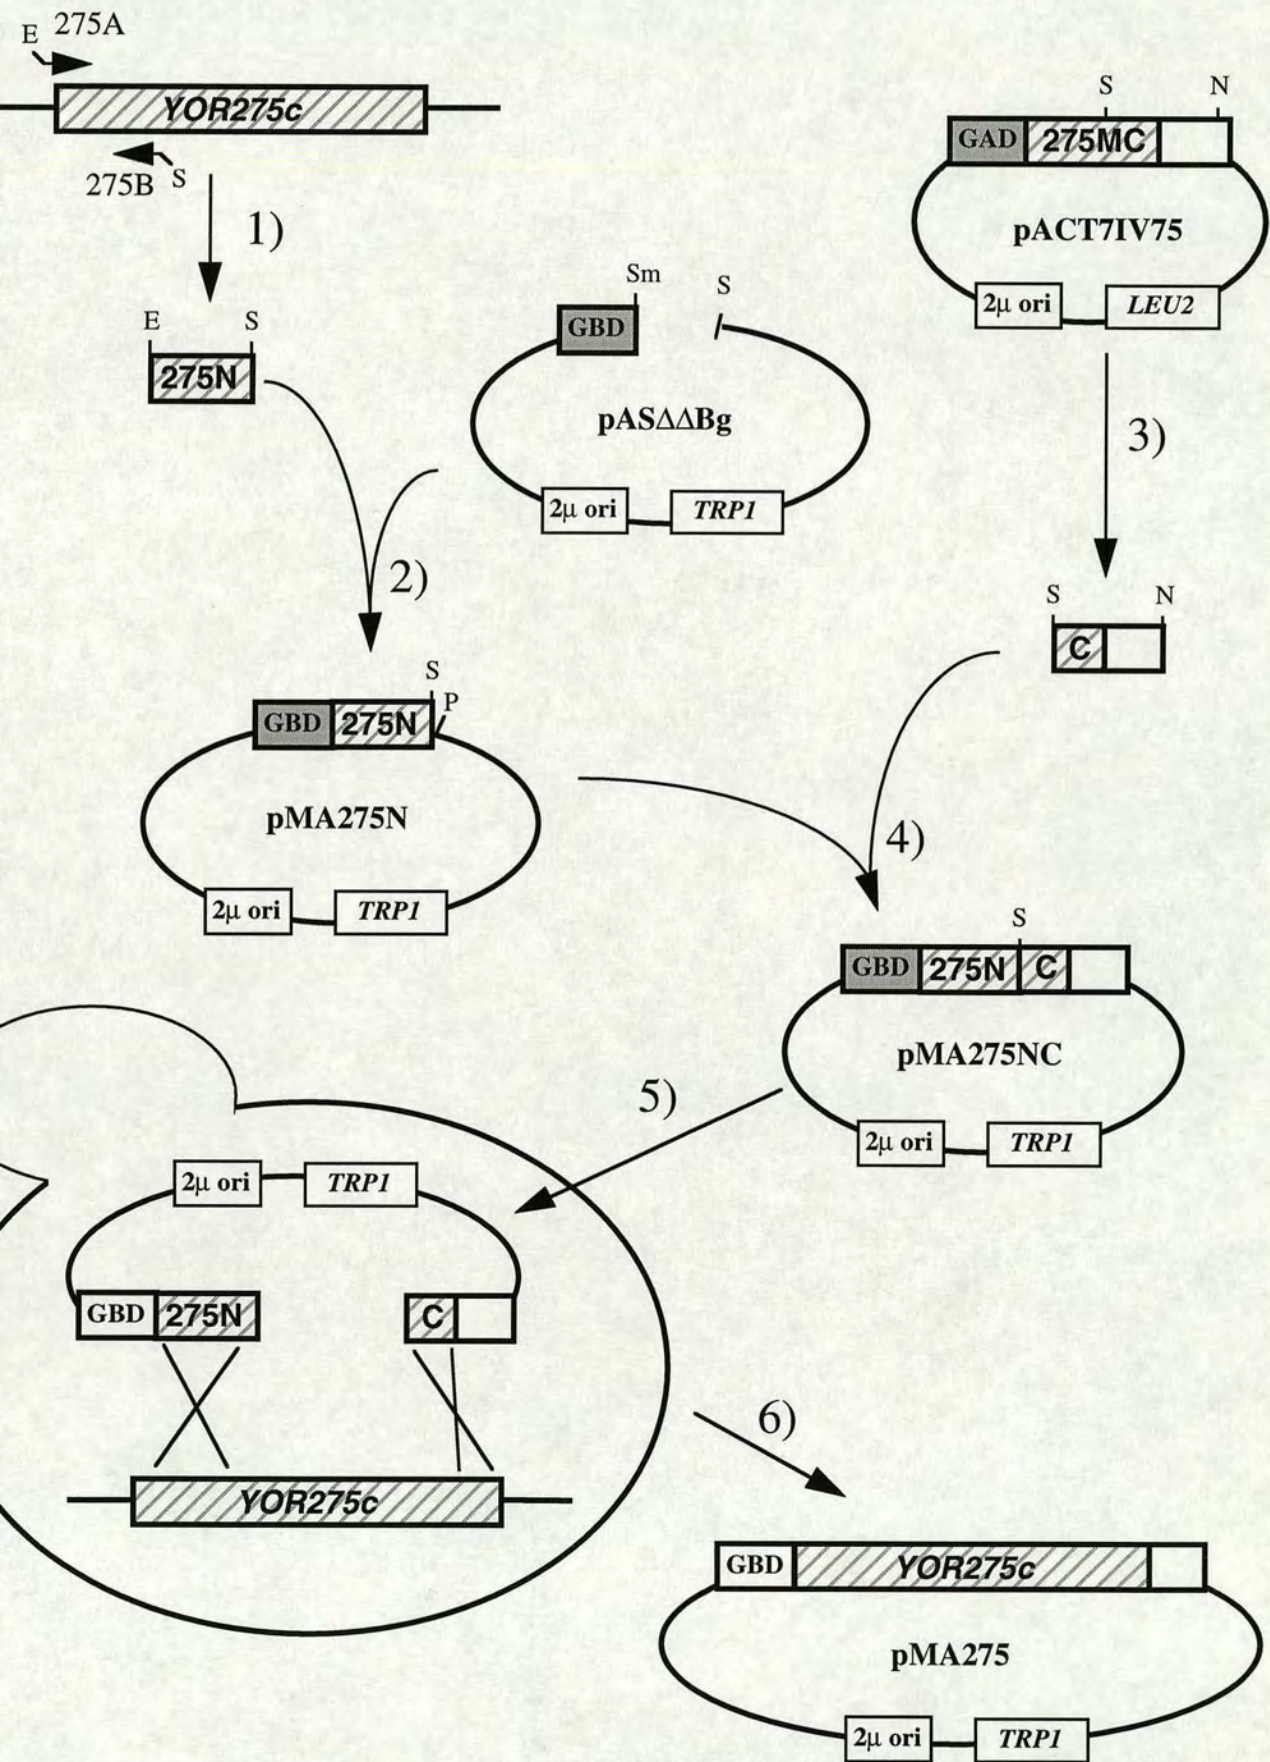 E 275A
YOR275c
275B S
1)
E S
275N
S N
GAD 275MC
pACT7IV75
2μ ori LEU2
Sm S
GBD
pASΔΔBg
2μ ori TRP1
3)
2)
S N
C
S
P
GBD 275N
pMA275N
2μ ori TRP1
4)
S
GBD 275N C
pMA275NC
2μ ori TRP1
5)
2μ ori TRP1
GBD 275N C
YOR275c
6)
GBD YOR275c
pMA275
2μ ori TRP1